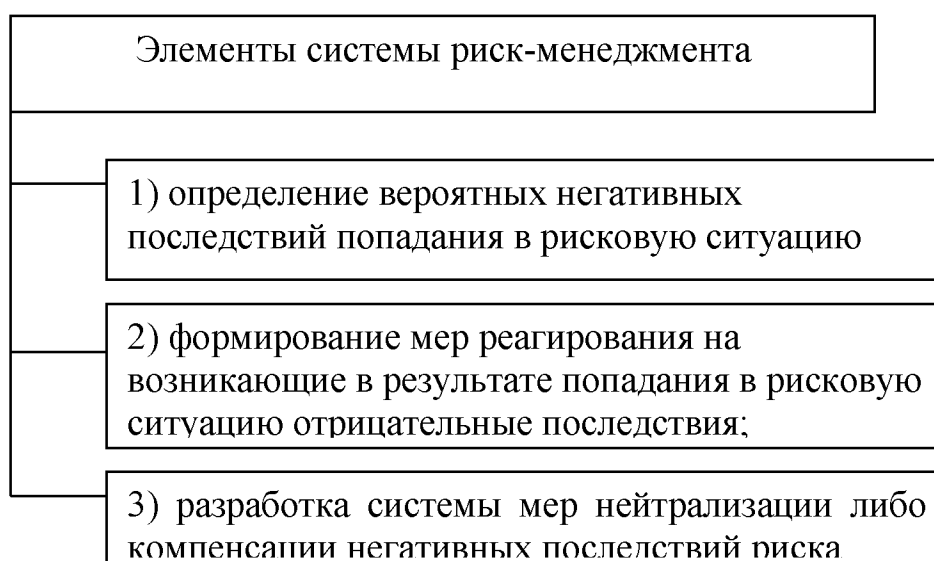 Элементы системы риск-менеджмента
1) определение вероятных негативных
последствий попадания в рисковую ситуацию
2) формирование мер реагирования на
возникающие в результате попадания в рисковую
ситуацию отрицательные последствия;
3) разработка системы мер нейтрализации либо
компенсации негативных последствий риска